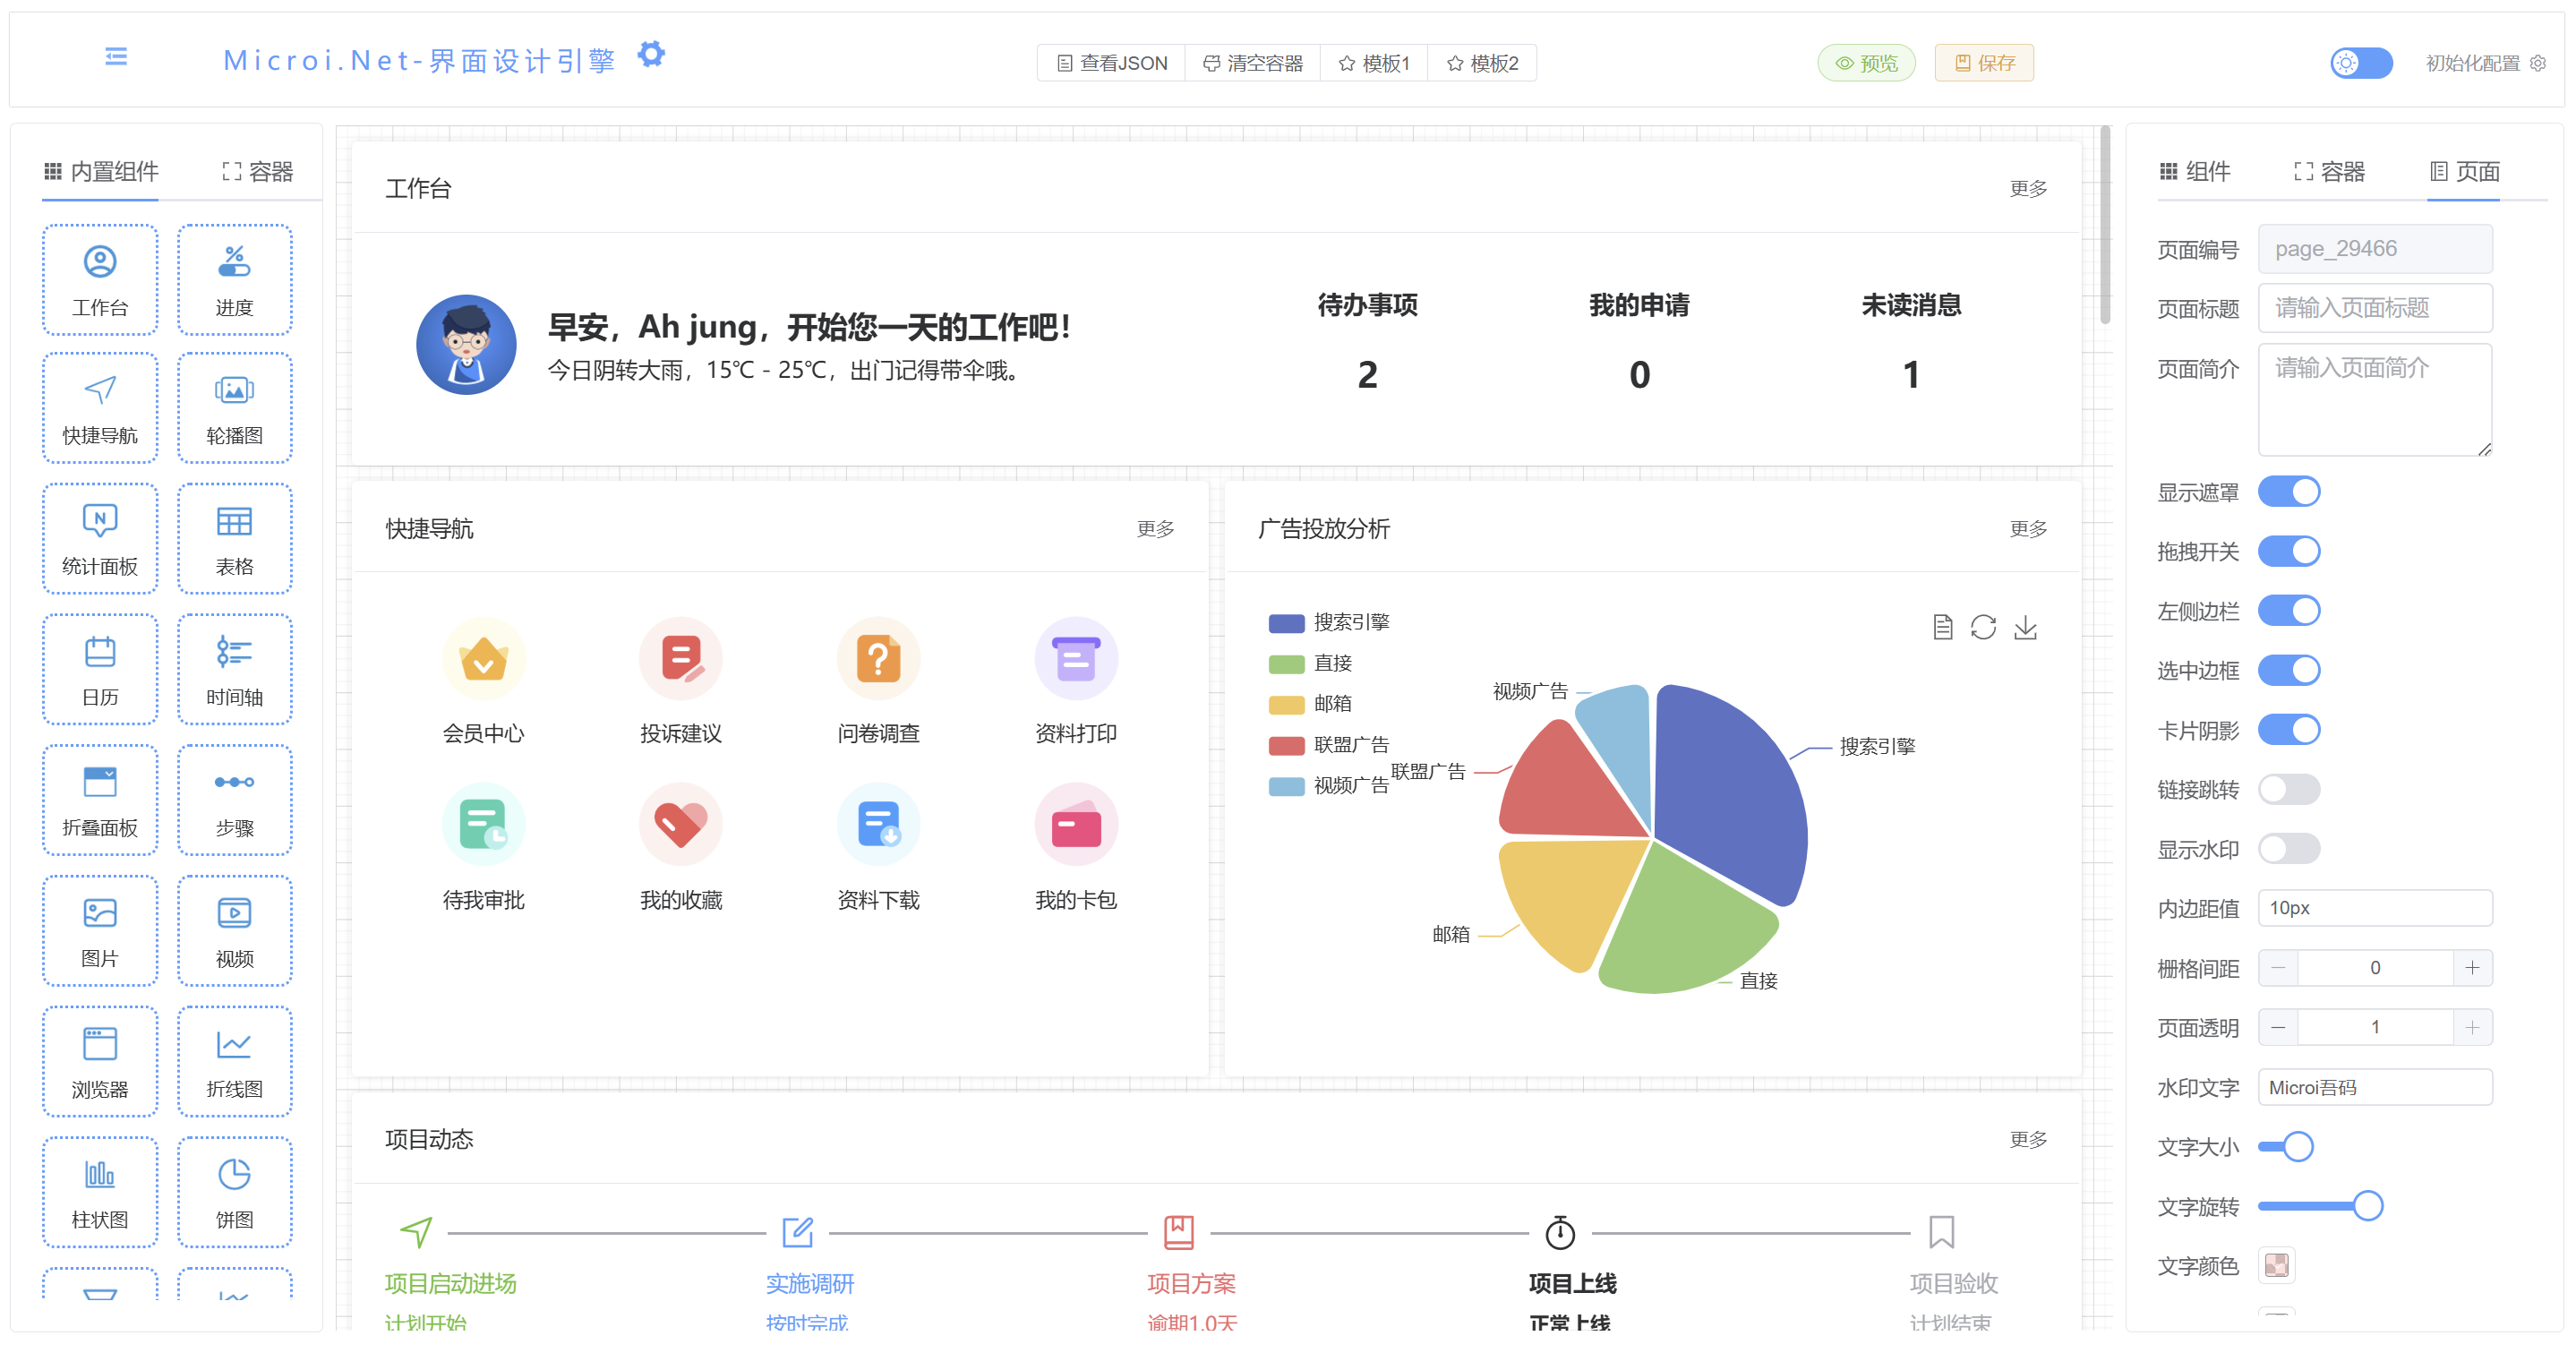 Microi.Net-界面设计引擎
查看JSON
清空容器
模板1
模板2
预览
保存
初始化配置
内置组件
容器
工作台
进度
快捷导航
轮播图
统计面板
表格
日历
时间轴
折叠面板
步骤
图片
视频
浏览器
折线图
柱状图
饼图
工作台
更多
早安，Ah jung，开始您一天的工作吧！
今日阴转大雨，15℃ - 25℃，出门记得带伞哦。
待办事项
2
我的申请
0
未读消息
1
快捷导航
更多
会员中心
投诉建议
问卷调查
资料打印
待我审批
我的收藏
资料下载
我的卡包
广告投放分析
更多
搜索引擎
直接
邮箱
联盟广告
视频广告
视频广告
联盟广告
搜索引擎
邮箱
直接
项目动态
更多
项目启动进场
计划开始
实施调研
按时完成
项目方案
逾期1.0天
项目上线
正常上线
项目验收
计划结束
组件
容器
页面
页面编号
page_29466
页面标题
请输入页面标题
页面简介
请输入页面简介
显示遮罩
拖拽开关
左侧边栏
选中边框
卡片阴影
链接跳转
显示水印
内边距值
10px
栅格间距
0
页面透明
1
水印文字
Microi吾码
文字大小
文字旋转
文字颜色